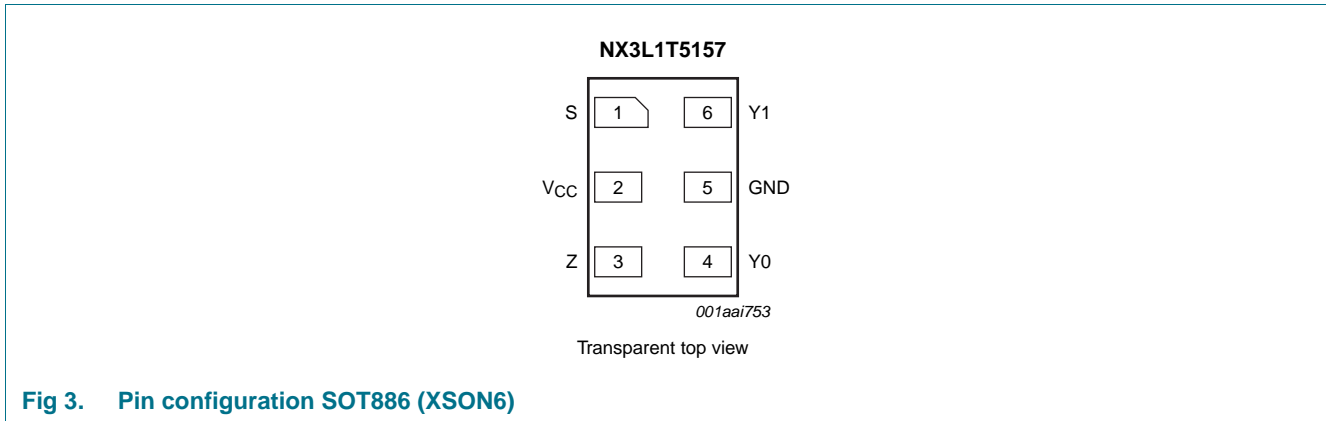 NX3L1T5157
S 1 6 Y1
VCC 2 5 GND
Z 3 4 Y0
001aai753
Transparent top view
Fig 3. Pin configuration SOT886 (XSON6)